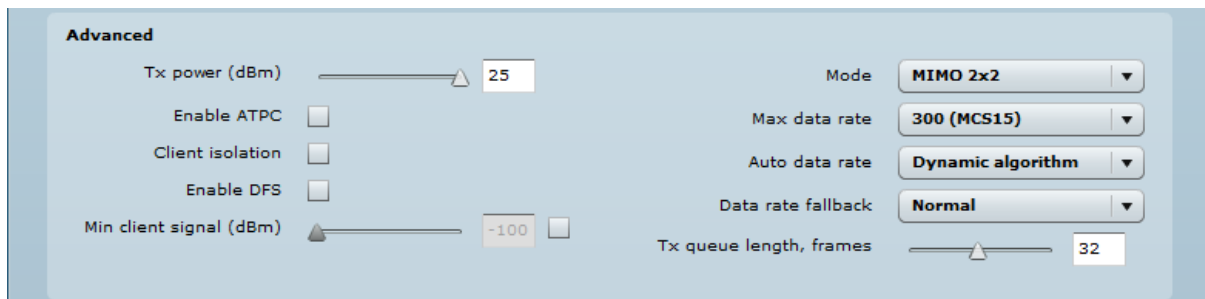 Advanced
Tx power (dBm) 25
Enable ATPC
Client isolation
Enable DFS
Min client signal (dBm) -100
Mode MIMO 2x2
Max data rate 300 (MCS15)
Auto data rate Dynamic algorithm
Data rate fallback Normal
Tx queue length, frames 32